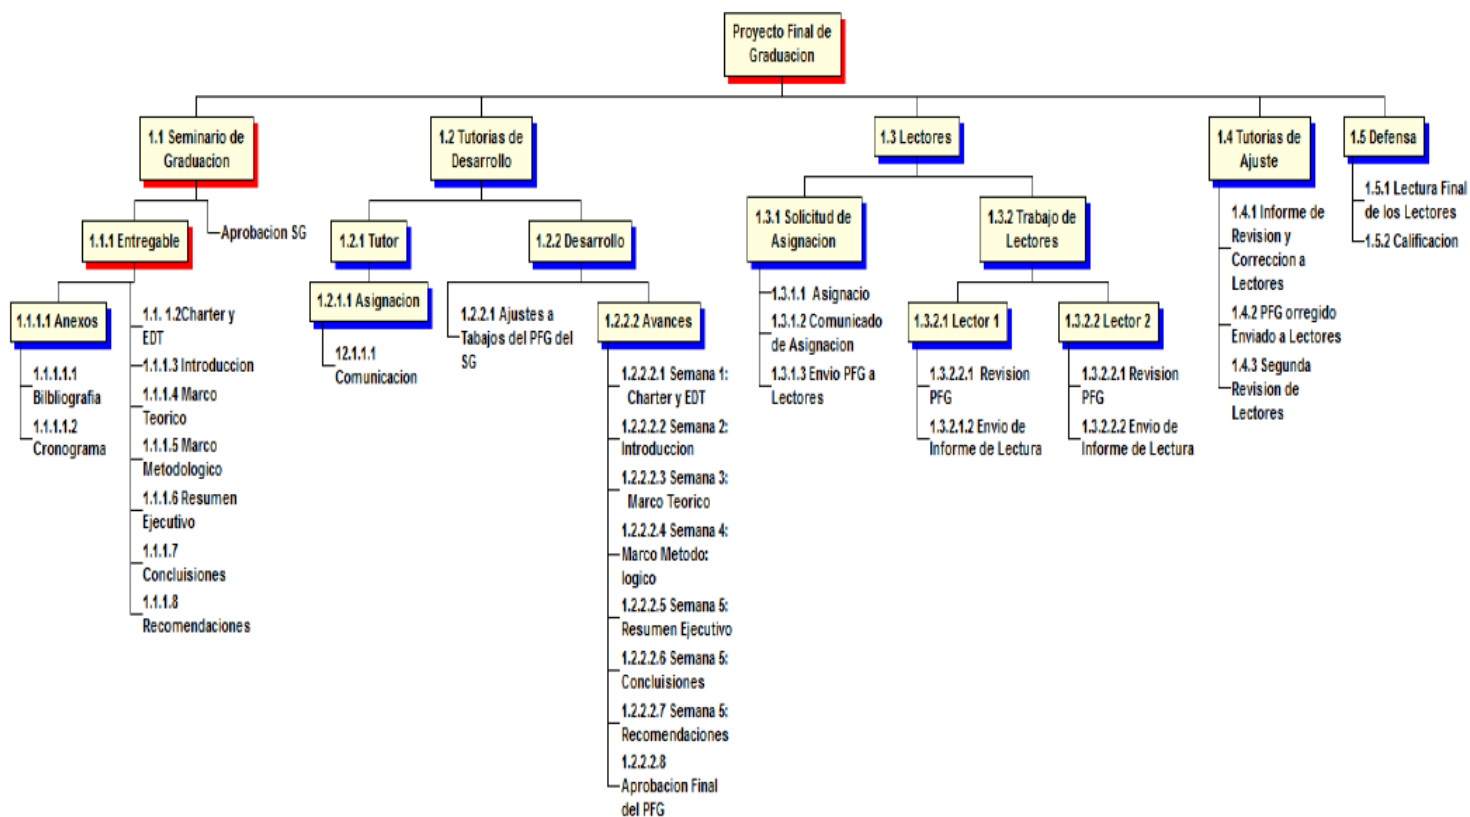 Proyecto Final de
Graduacion
1.1 Seminario de
Graduacion
1.1.1 Entregable
Aprobacion SG
1.1.1.1 Anexos
1.1.1.1.1
Bilbliografia
1.1.1.1.2
Cronograma
1.1. 1.2Charter y
EDT
1.1.1.3 Introduccion
1.1.1.4 Marco
Teorico
1.1.1.5 Marco
Metodologico
1.1.1.6 Resumen
Ejecutivo
1.1.1.7
Concluisiones
1.1.1.8
Recomendaciones
1.2 Tutorias de
Desarrollo
1.2.1 Tutor
1.2.1.1 Asignacion
12.1.1.1
Comunicacion
1.2.2 Desarrollo
1.2.2.1 Ajustes a
Tabajos del PFG del
SG
1.2.2.2 Avances
1.2.2.2.1 Semana 1:
Charter y EDT
1.2.2.2.2 Semana 2:
Introduccion
1.2.2.2.3 Semana 3:
Marco Teorico
1.2.2.2.4 Semana 4:
Marco Metodo:
logico
1.2.2.2.5 Semana 5:
Resumen Ejecutivo
1.2.2.2.6 Semana 5:
Concluisiones
1.2.2.2.7 Semana 5:
Recomendaciones
1.2.2.2.8
Aprobacion Final
del PFG
1.3 Lectores
1.3.1 Solicitud de
Asignacion
1.3.1.1 Asignacio
1.3.1.2 Comunicado
de Asignacion
1.3.1.3 Envio PFG a
Lectores
1.3.2 Trabajo de
Lectores
1.3.2.1 Lector 1
1.3.2.2.1 Revision
PFG
1.3.2.1.2 Envio de
Informe de Lectura
1.3.2.2 Lector 2
1.3.2.2.1 Revision
PFG
1.3.2.2.2 Envio de
Informe de Lectura
1.4 Tutorias de
Ajuste
1.4.1 Informe de
Revision y
Correccion a
Lectores
1.4.2 PFG orregido
Enviado a Lectores
1.4.3 Segunda
Revision de
Lectores
1.5 Defensa
1.5.1 Lectura Final
de los Lectores
1.5.2 Calificacion